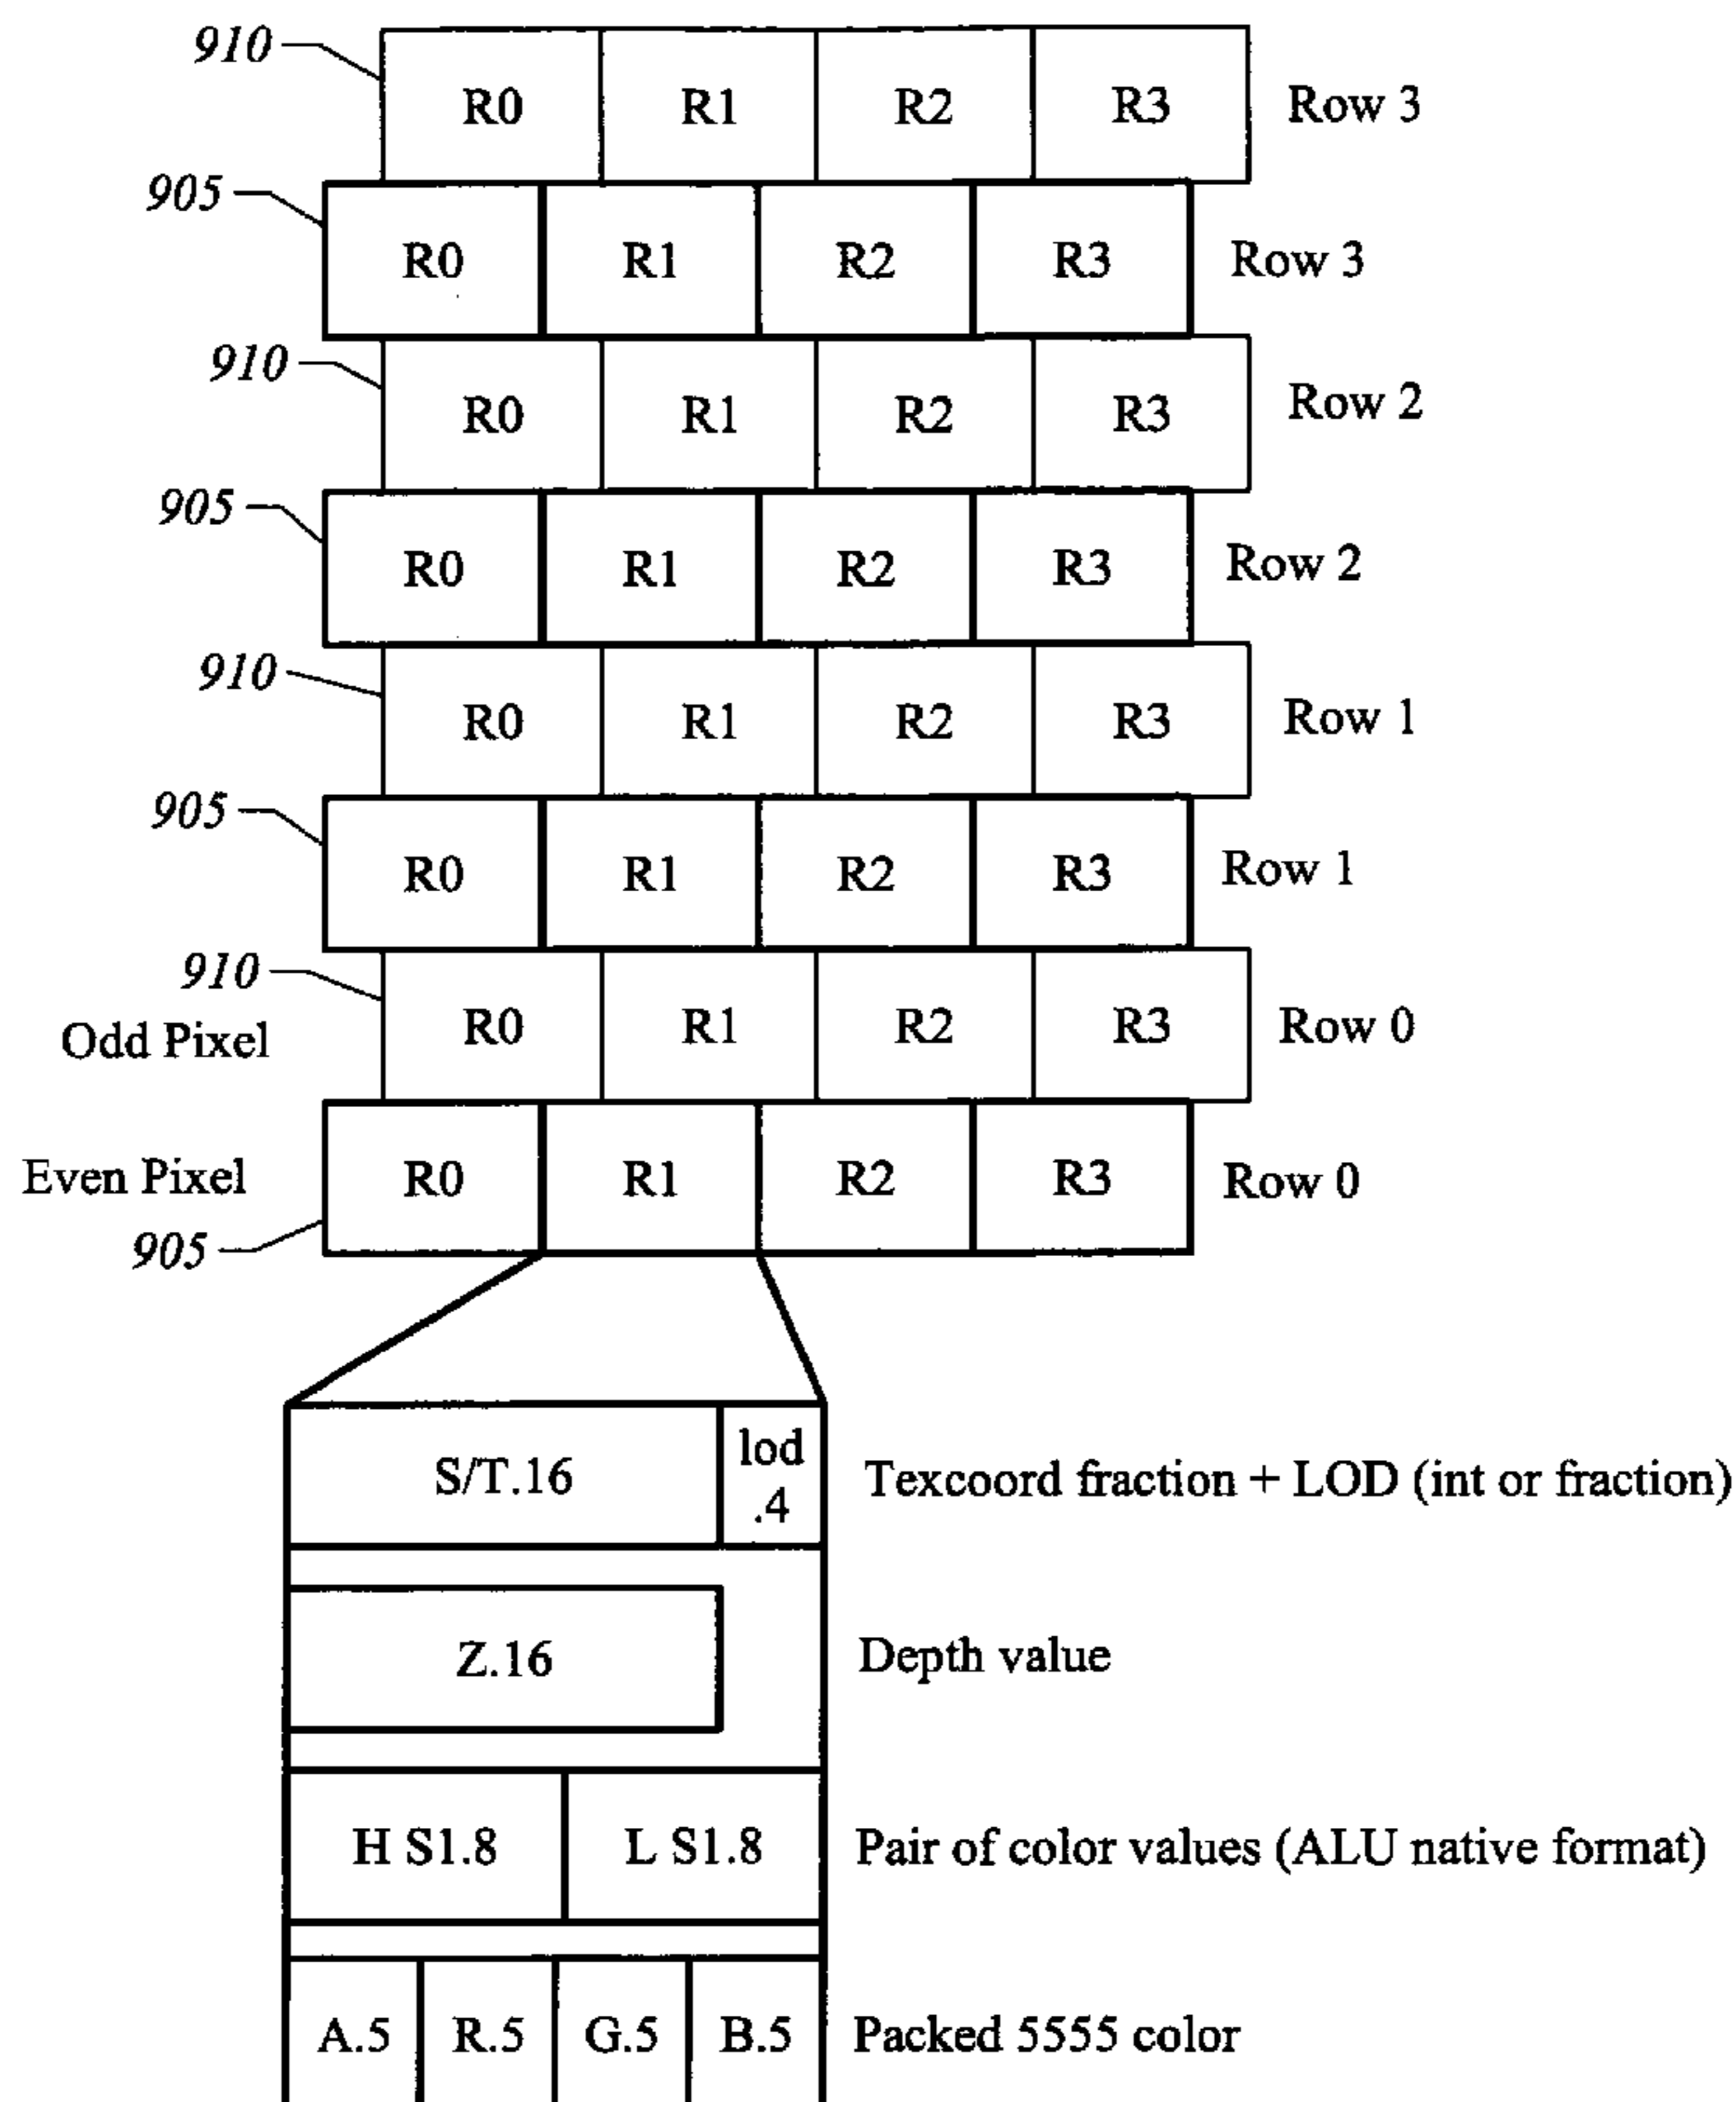 910
R0 R1 R2 R3 Row 3
905
R0 R1 R2 R3 Row 3
910
R0 R1 R2 R3 Row 2
905
R0 R1 R2 R3 Row 2
910
R0 R1 R2 R3 Row 1
905
R0 R1 R2 R3 Row 1
910
Odd Pixel R0 R1 R2 R3 Row 0
Even Pixel R0 R1 R2 R3 Row 0
905
S/T.16 lod .4 Texcoord fraction + LOD (int or fraction)
Z.16 Depth value
H S1.8 L S1.8 Pair of color values (ALU native format)
A.5 R.5 G.5 B.5 Packed 5555 color